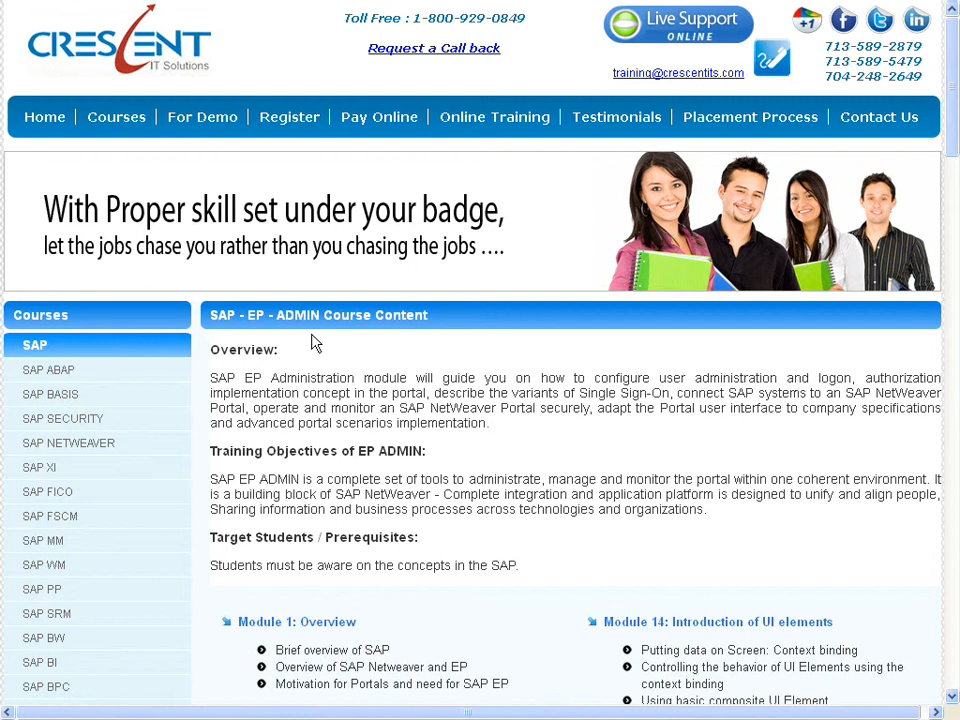 CRESCENT
IT Solutions
Toll Free : 1-800-929-0849
Request a Call back
Live Support
ONLINE
training@crescentits.com
713-589-2879
713-589-5479
704-248-2649
Home
Courses
For Demo
Register
Pay Online
Online Training
Testimonials
Placement Process
Contact Us
With Proper skill set under your badge,
let the jobs chase you rather than you chasing the jobs ....
Courses
SAP
SAP ABAP
SAP BASIS
SAP SECURITY
SAP NETWEAVER
SAP XI
SAP FICO
SAP FSCM
SAP MM
SAP WM
SAP PP
SAP SRM
SAP BW
SAP BI
SAP BPC
SAP - EP - ADMIN Course Content
Overview:
SAP EP Administration module will guide you on how to configure user administration and logon, authorization
implementation concept in the portal, describe the variants of Single Sign-On, connect SAP systems to an SAP NetWeaver
Portal, operate and monitor an SAP NetWeaver Portal securely, adapt the Portal user interface to company specifications
and advanced portal scenarios implementation.
Training Objectives of EP ADMIN:
SAP EP ADMIN is a complete set of tools to administrate, manage and monitor the portal within one coherent environment. It
is a building block of SAP NetWeaver - Complete integration and application platform is designed to unify and align people,
Sharing information and business processes across technologies and organizations.
Target Students / Prerequisites:
Students must be aware on the concepts in the SAP.
Module 1: Overview
Brief overview of SAP
Overview of SAP Netweaver and EP
Motivation for Portals and need for SAP EP
Module 14: Introduction of UI elements
Putting data on Screen: Context binding
Controlling the behavior of UI Elements using the
context binding
Using basic composite UI Element